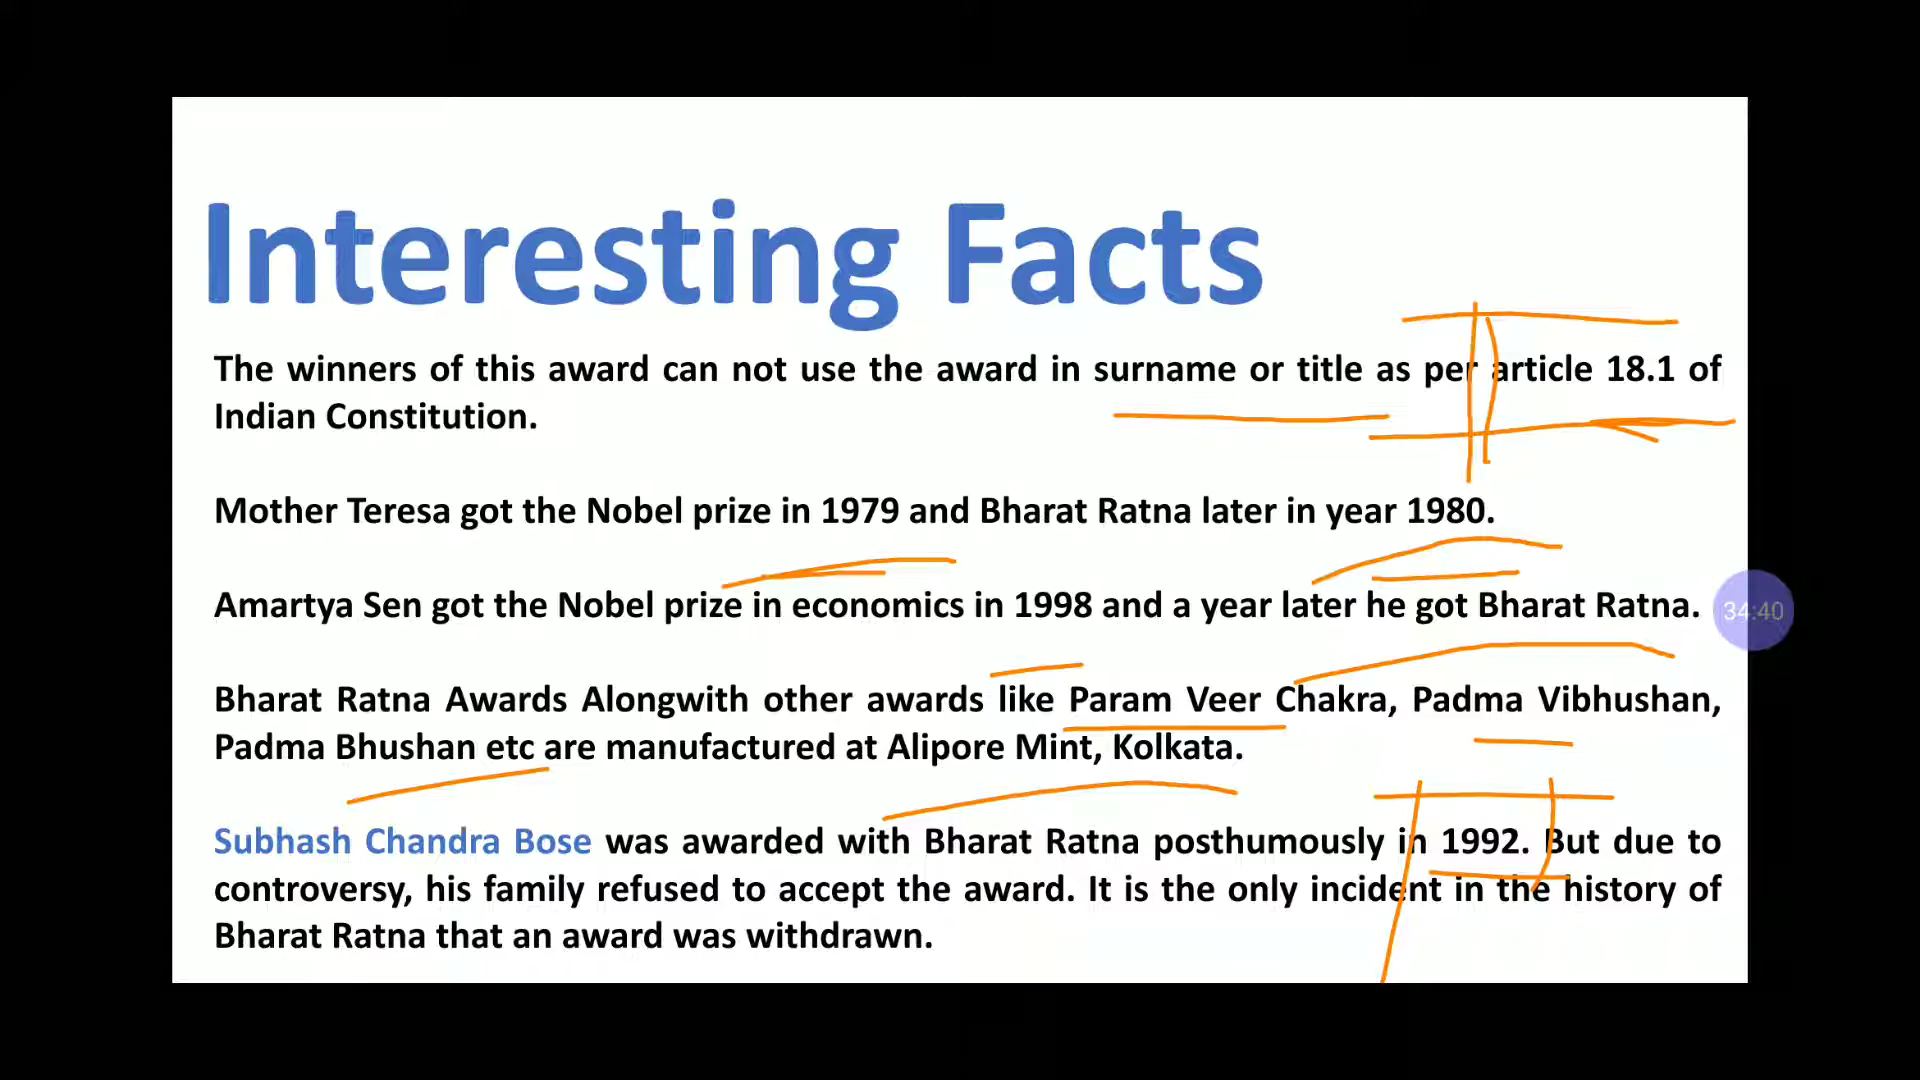 Interesting Facts
The winners of this award can not use the award in surname or title as per article 18.1 of
Indian Constitution.
Mother Teresa got the Nobel prize in 1979 and Bharat Ratna later in year 1980.
Amartya Sen got the Nobel prize in economics in 1998 and a year later he got Bharat Ratna.
34:40
Bharat Ratna Awards Alongwith other awards like Param Veer Chakra, Padma Vibhushan,
Padma Bhushan etc are manufactured at Alipore Mint, Kolkata.
Subhash Chandra Bose was awarded with Bharat Ratna posthumously in 1992. But due to
controversy, his family refused to accept the award. It is the only incident in the history of
Bharat Ratna that an award was withdrawn.